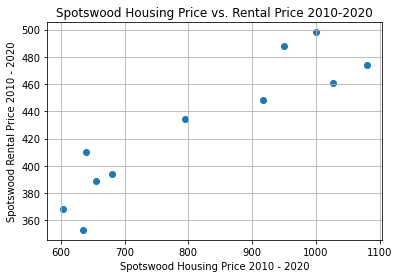 Spotswood Housing Price vs. Rental Price 2010-2020
500
480
460
440
420
400
380
360
Spotswood Rental Price 2010 - 2020
600 700 800 900 1000 1100
Spotswood Housing Price 2010 - 2020